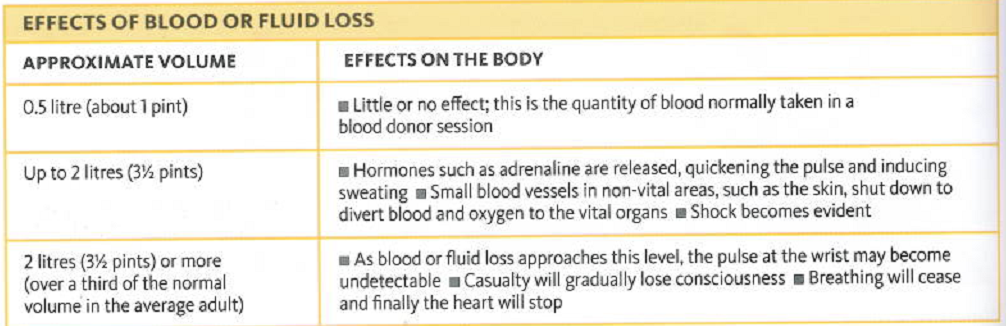 EFFECTS OF BLOOD OR FLUID LOSS
APPROXIMATE VOLUME
EFFECTS ON THE BODY
0.5 litre (about 1 pint)
■ Little or no effect; this is the quantity of blood normally taken in a
blood donor session
Up to 2 litres (3½ pints)
■ Hormones such as adrenaline are released, quickening the pulse and inducing
sweating ■ Small blood vessels in non-vital areas, such as the skin, shut down to
divert blood and oxygen to the vital organs ■ Shock becomes evident
2 litres (3½ pints) or more
(over a third of the normal
volume in the average adult)
■ As blood or fluid loss approaches this level, the pulse at the wrist may become
undetectable ■ Casualty will gradually lose consciousness ■ Breathing will cease
and finally the heart will stop